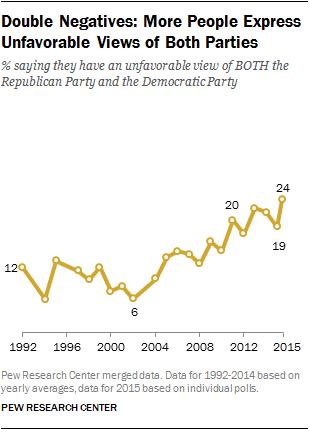 Double Negatives: More People Express
Unfavorable Views of Both Parties
% saying they have an unfavorable view of BOTH the
Republican Party and the Democratic Party
24
20
12
19
6
1992 1996 2000 2004 2008 2012 2015
Pew Research Center merged data. Data for 1992-2014 based on
yearly averages, data for 2015 based on individual polls.
PEW RESEARCH CENTER